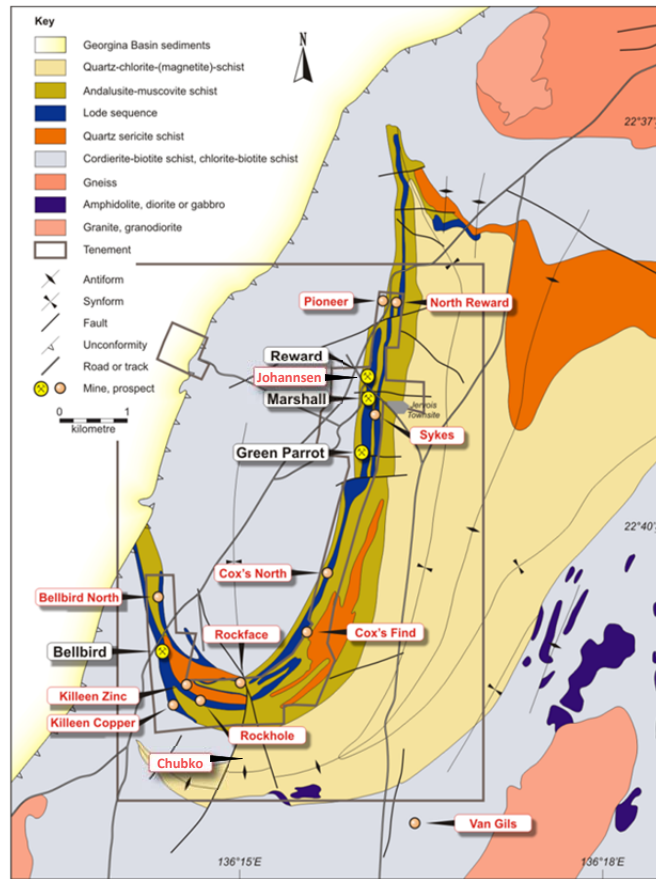 Key
Georgina Basin sediments
Quartz-chlorite-(magnetite)-schist
Andalusite-muscovite schist
Lode sequence
Quartz sericite schist
Cordierite-biotite schist, chlorite-biotite schist
Gneiss
Amphidolite, diorite or gabbro
Granite, granodiorite
Tenement
Antiform
Synform
Fault
Unconformity
Road or track
Mine, prospect
0 1
kilometre
N
22°37'
Pioneer
North Reward
Reward
Johannsen
Marshall
Jervois
Townsite
Sykes
Green Parrot
22°40'
Cox's North
Bellbird North
Rockface
Cox's Find
Bellbird
Killeen Zinc
Killeen Copper
Rockhole
Chubko
Van Gils
136°15'E
136°18'E